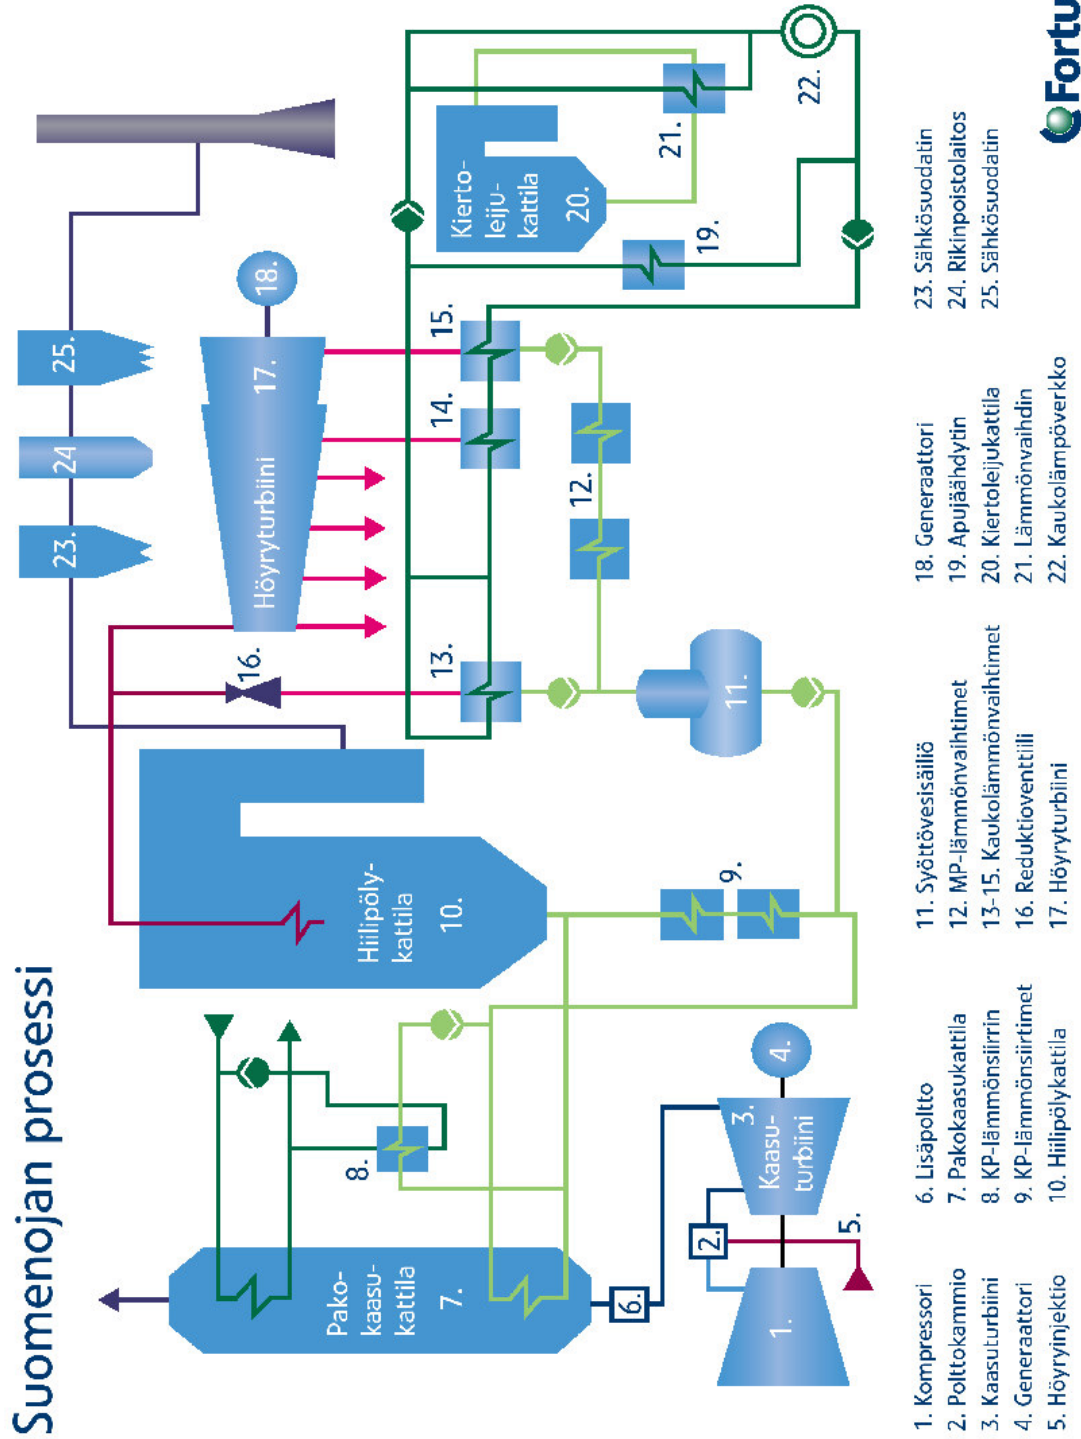 Suomenojan prosessi
23.
24
25.
18.
17.
Höyryturbiini
16.
Hiilipöly-
kattila
10.
Pako-
kaasu-
kattila
7.
8.
6.
1.
2.
3.
Kaasu-
turbiini
4.
5.
9.
11.
12.
13.
14.
15.
19.
Kierto-
leiju-
kattila
20.
21.
22.
1. Kompressori
2. Polttokammio
3. Kaasuturbiini
4. Generaattori
5. Höyryinjektio
6. Lisäpoltto
7. Pakokaasukattila
8. KP-lämmönsiirrin
9. KP-lämmönsiirtimet
10. Hiilipölykattila
11. Syöttövesisäiliö
12. MP-lämmönvaihtimet
13-15. Kaukolämmönvaihtimet
16. Reduktioventtiili
17. Höyryturbiini
18. Generaattori
19. Apujäähdytin
20. Kiertoleijukattila
21. Lämmönvaihdin
22. Kaukolämpöverkko
23. Sähkösuodatin
24. Rikinpoistolaitos
25. Sähkösuodatin
Fortu